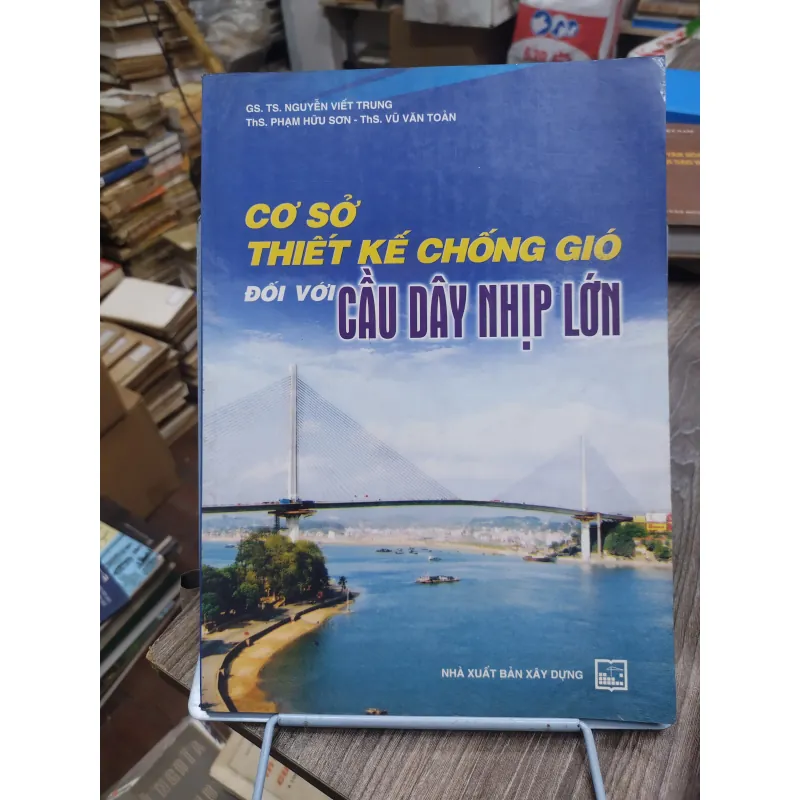 GS. TS. NGUYỄN VIẾT TRUNG
ThS. PHẠM HỮU SƠN - ThS. VŨ VĂN TOẢN
CƠ SỞ
THIẾT KẾ CHỐNG GIÓ
ĐỐI VỚI CẦU DÂY NHỊP LỚN
NHÀ XUẤT BẢN XÂY DỰNG